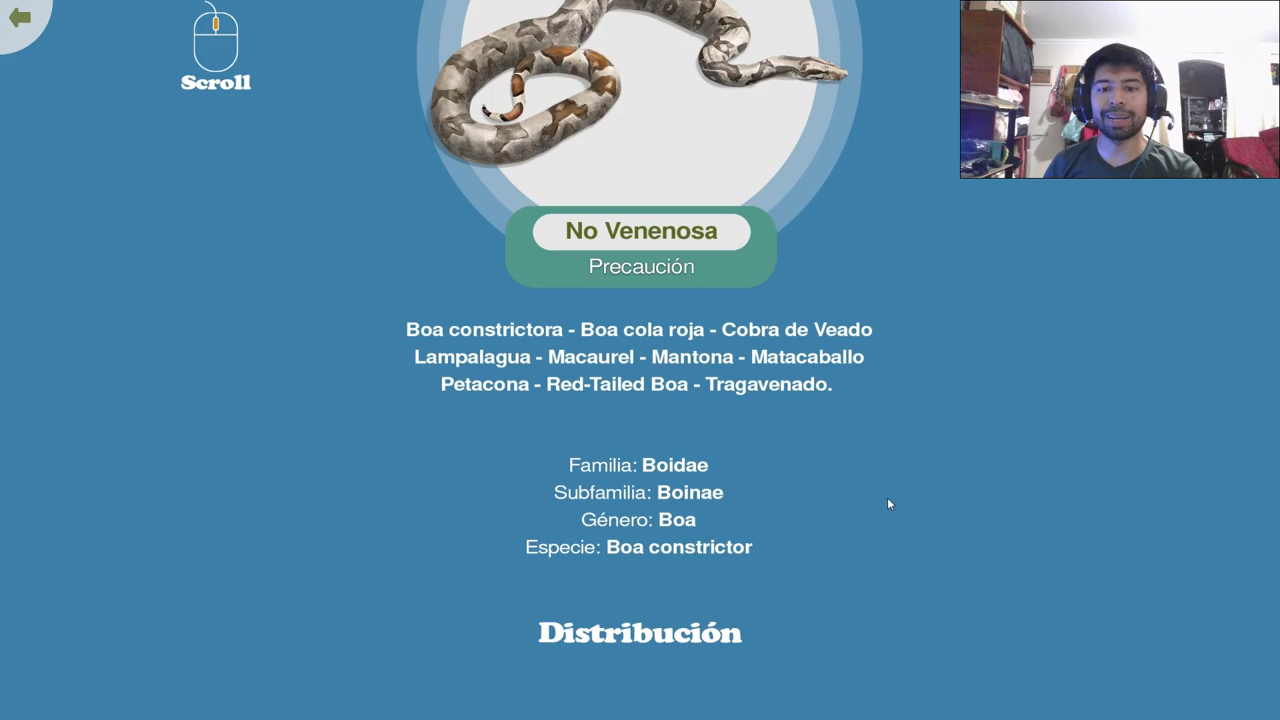 Scroll
No Venenosa
Precaución
Boa constrictora - Boa cola roja - Cobra de Veado
Lampalagua - Macaurel - Mantona - Matacaballo
Petacona - Red-Tailed Boa - Tragavenado.
Familia: Boidae
Subfamilia: Boinae
Género: Boa
Especie: Boa constrictor
Distribución